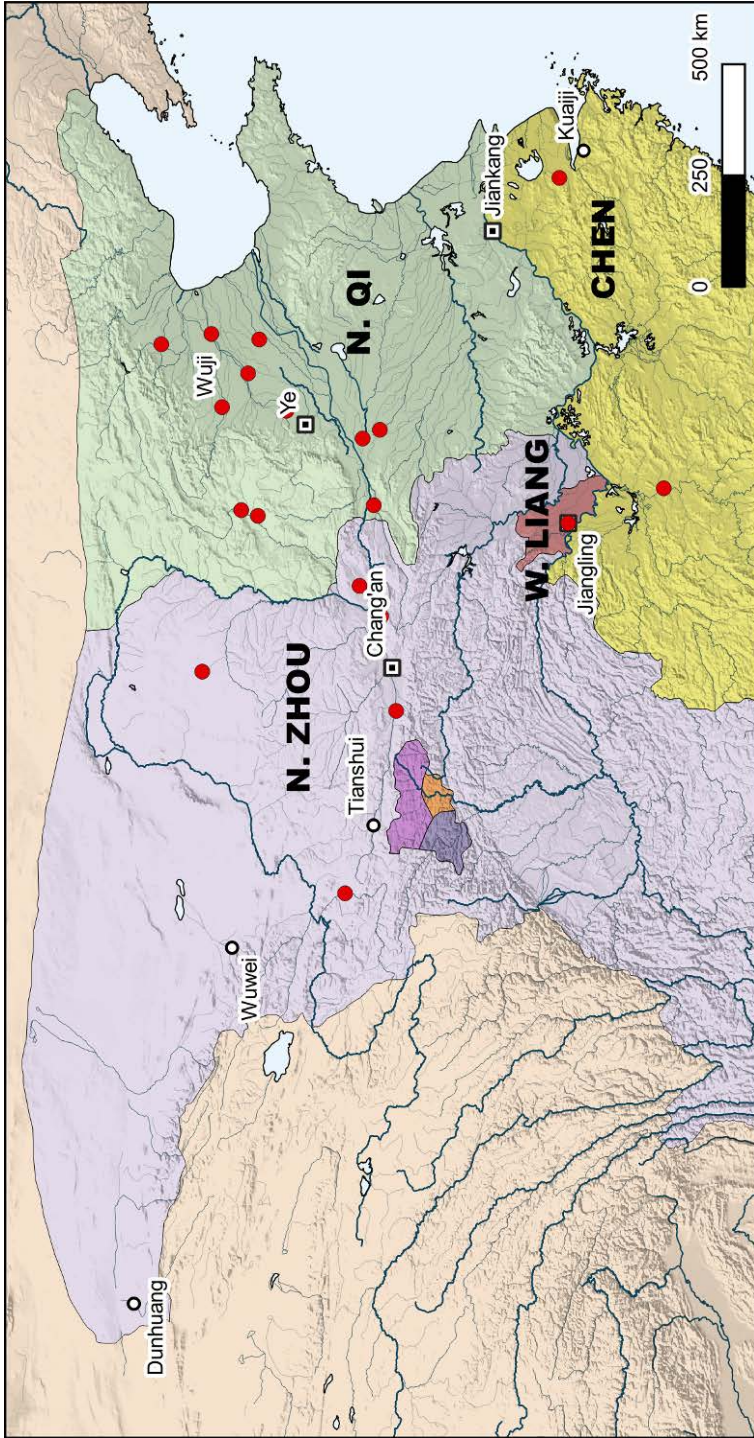 Dunhuang
Wuwei
Tianshui
N. ZHOU
Chang'an
Wuji
Ye
N. QI
Jiankang
Kuaiji
CHEN
W. LIANG
Jiangling
0 250 500 km